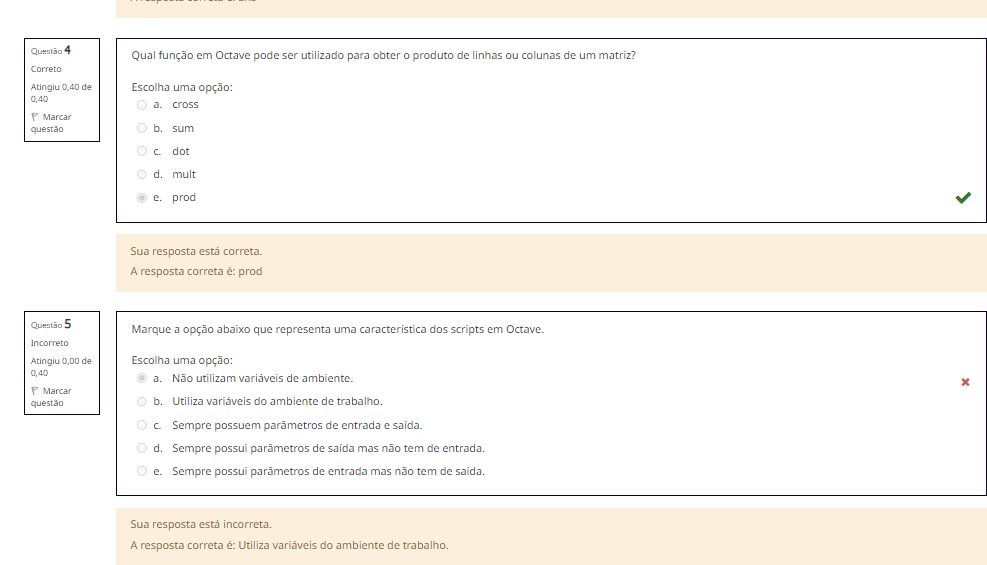 Questão 4
Correto
Atingiu 0,40 de
0,40
Marcar
questão
Qual função em Octave pode ser utilizado para obter o produto de linhas ou colunas de um matriz?
Escolha uma opção:
a. cross
b. sum
c. dot
d. mult
e. prod
Sua resposta está correta.
A resposta correta é: prod
Questão 5
Incorreto
Atingiu 0,00 de
0,40
Marcar
questão
Marque a opção abaixo que representa uma característica dos scripts em Octave.
Escolha uma opção:
a. Não utilizam variáveis de ambiente.
b. Utiliza variáveis do ambiente de trabalho.
c. Sempre possuem parâmetros de entrada e saída.
d. Sempre possui parâmetros de saída mas não tem de entrada.
e. Sempre possui parâmetros de entrada mas não tem de saída.
Sua resposta está incorreta.
A resposta correta é: Utiliza variáveis do ambiente de trabalho.